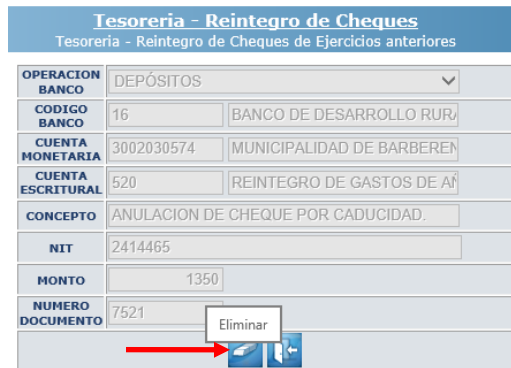 Tesoreria - Reintegro de Cheques
Tesoreria - Reintegro de Cheques de Ejercicios anteriores
OPERACION BANCO DEPÓSITOS
CODIGO BANCO 16 BANCO DE DESARROLLO RURA
CUENTA MONETARIA 3002030574 MUNICIPALIDAD DE BARBEREN
CUENTA ESCRITURAL 520 REINTEGRO DE GASTOS DE AÑ
CONCEPTO ANULACION DE CHEQUE POR CADUCIDAD.
NIT 2414465
MONTO 1350
NUMERO DOCUMENTO 7521
Eliminar